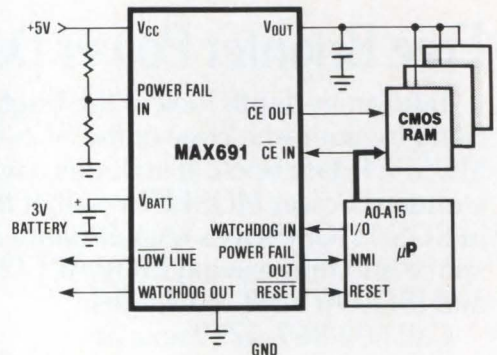 +5V
VCC
POWER FAIL
IN
3V
BATTERY
+
VBATT
LOW LINE
WATCHDOG OUT
MAX691
VOUT
CE OUT
CE IN
WATCHDOG IN
POWER FAIL
OUT
RESET
GND
CMOS
RAM
A0-A15
I/O
μP
NMI
RESET